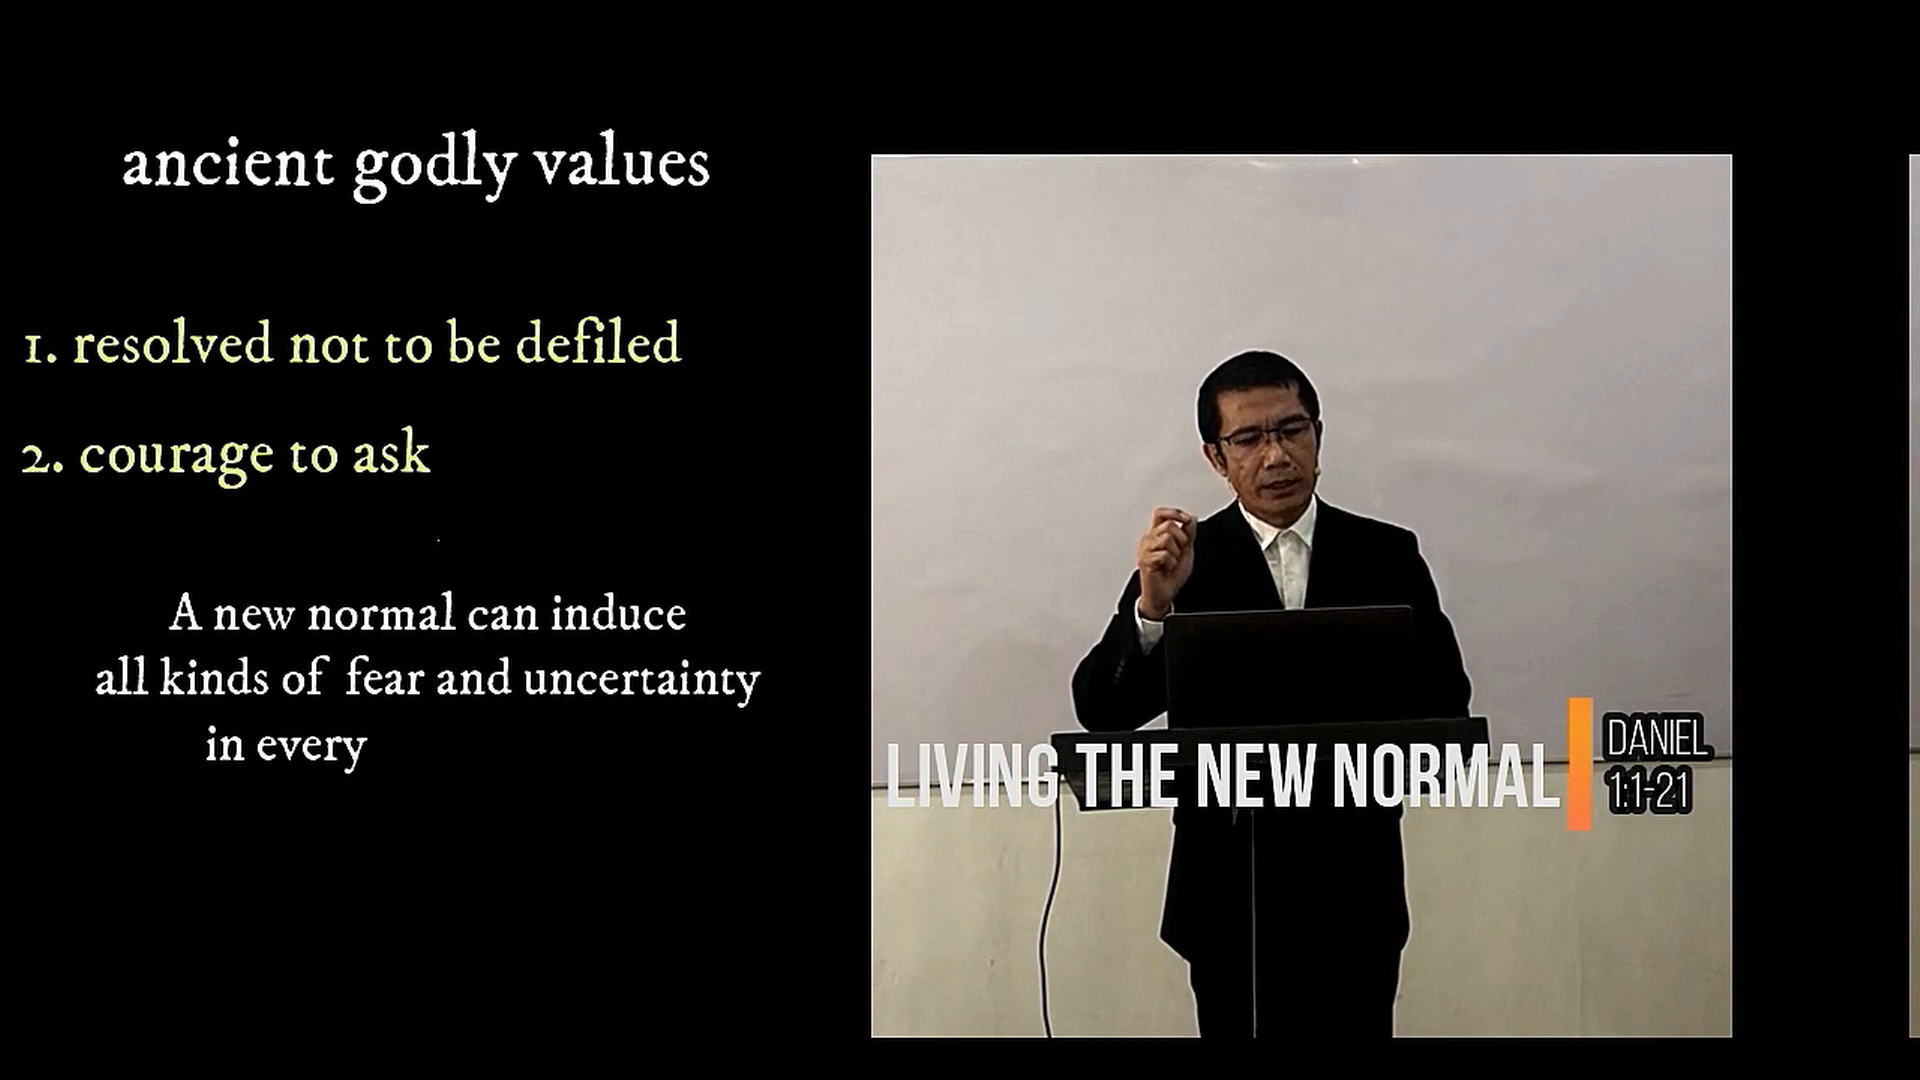 ancient godly values
1. resolved not to be defiled
2. courage to ask
A new normal can induce
all kinds of fear and uncertainty
in every
LIVING THE NEW NORMAL
DANIEL
1:1-21